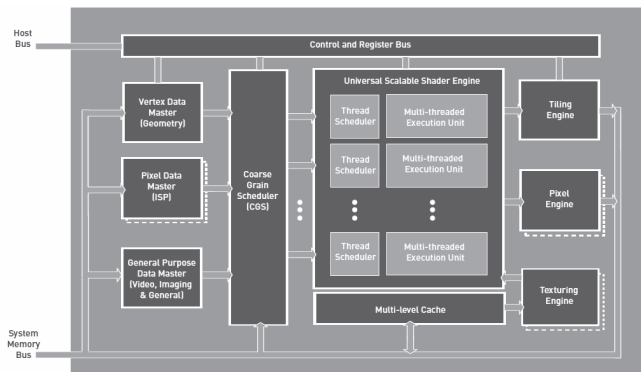 Host
Bus
Control and Register Bus
Vertex Data
Master
(Geometry)
Pixel Data
Master
(ISP)
General Purpose
Data Master
(Video, Imaging
& General)
Coarse
Grain
Scheduler
(CGS)
Universal Scalable Shader Engine
Thread
Scheduler
Multi-threaded
Execution Unit
Thread
Scheduler
Multi-threaded
Execution Unit
Thread
Scheduler
Multi-threaded
Execution Unit
Multi-level Cache
Tiling
Engine
Pixel
Engine
Texturing
Engine
System
Memory
Bus